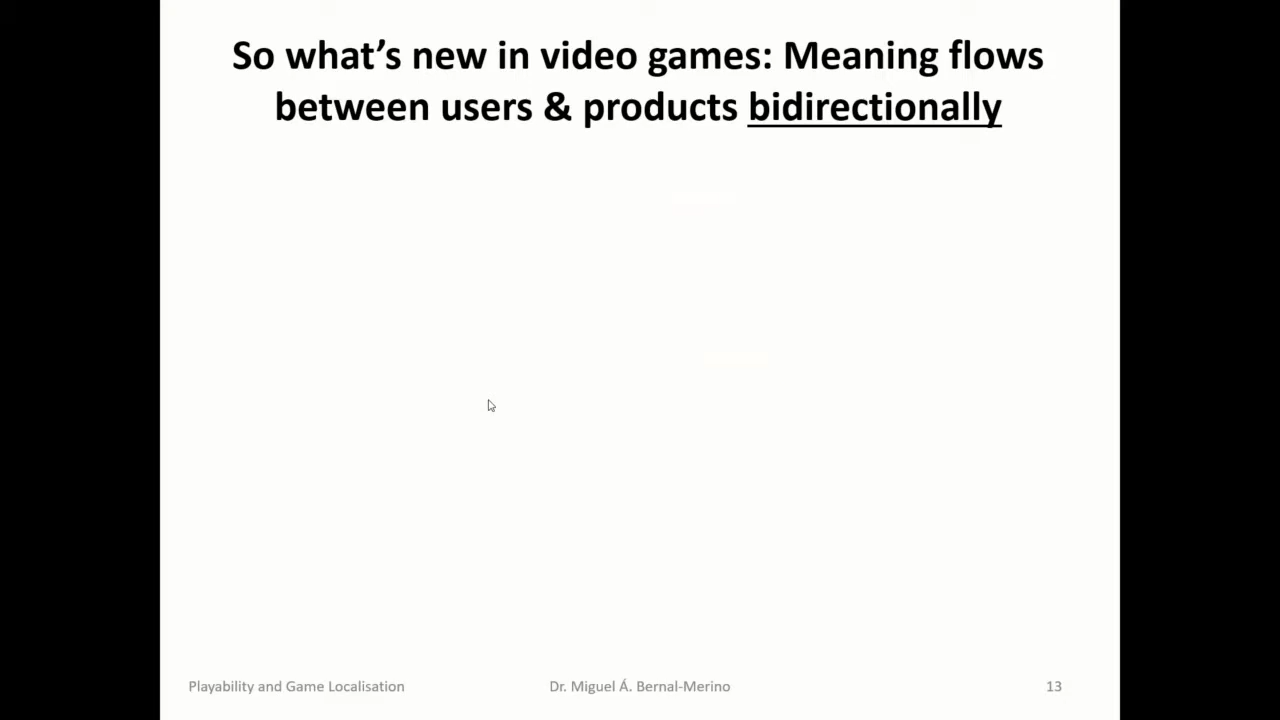 So what’s new in video games: Meaning flows
between users & products bidirectionally
Playability and Game Localisation
Dr. Miguel Á. Bernal-Merino
13